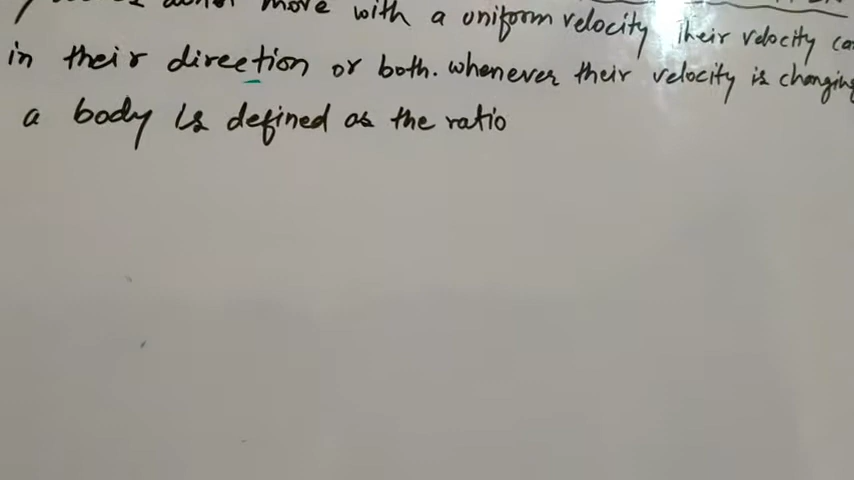 move with a uniform velocity Their velocity
in their direction or both. whenever their velocity is changing
a body is defined as the ratio